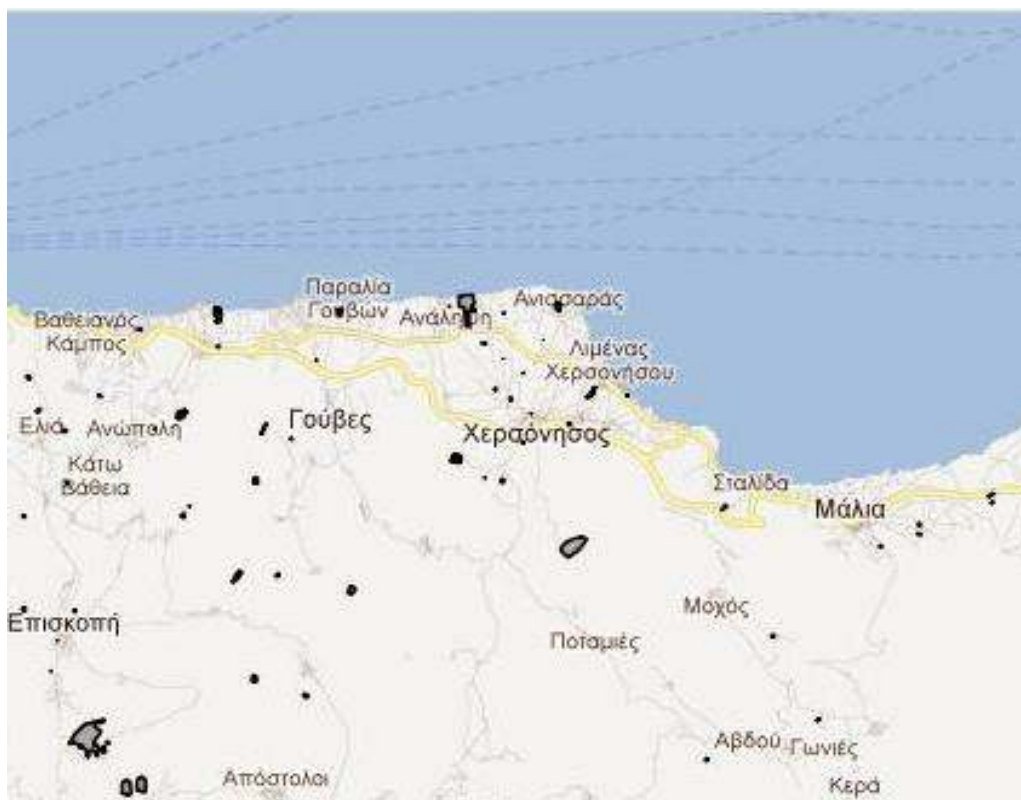 Παραλία
Γουβών
Ανάληψη
Ανισσαράς
Βαθειανός
Κάμπος
Λιμένας
Χερσονήσου
Ελιά
Ανώπολη
Γούβες
Χερσόνησος
Κάτω
Βάθεια
Σταλίδα
Μάλια
Μοχός
Επισκοπή
Ποταμιές
Αβδού
Γωνιές
Απόστολοι
Κερά